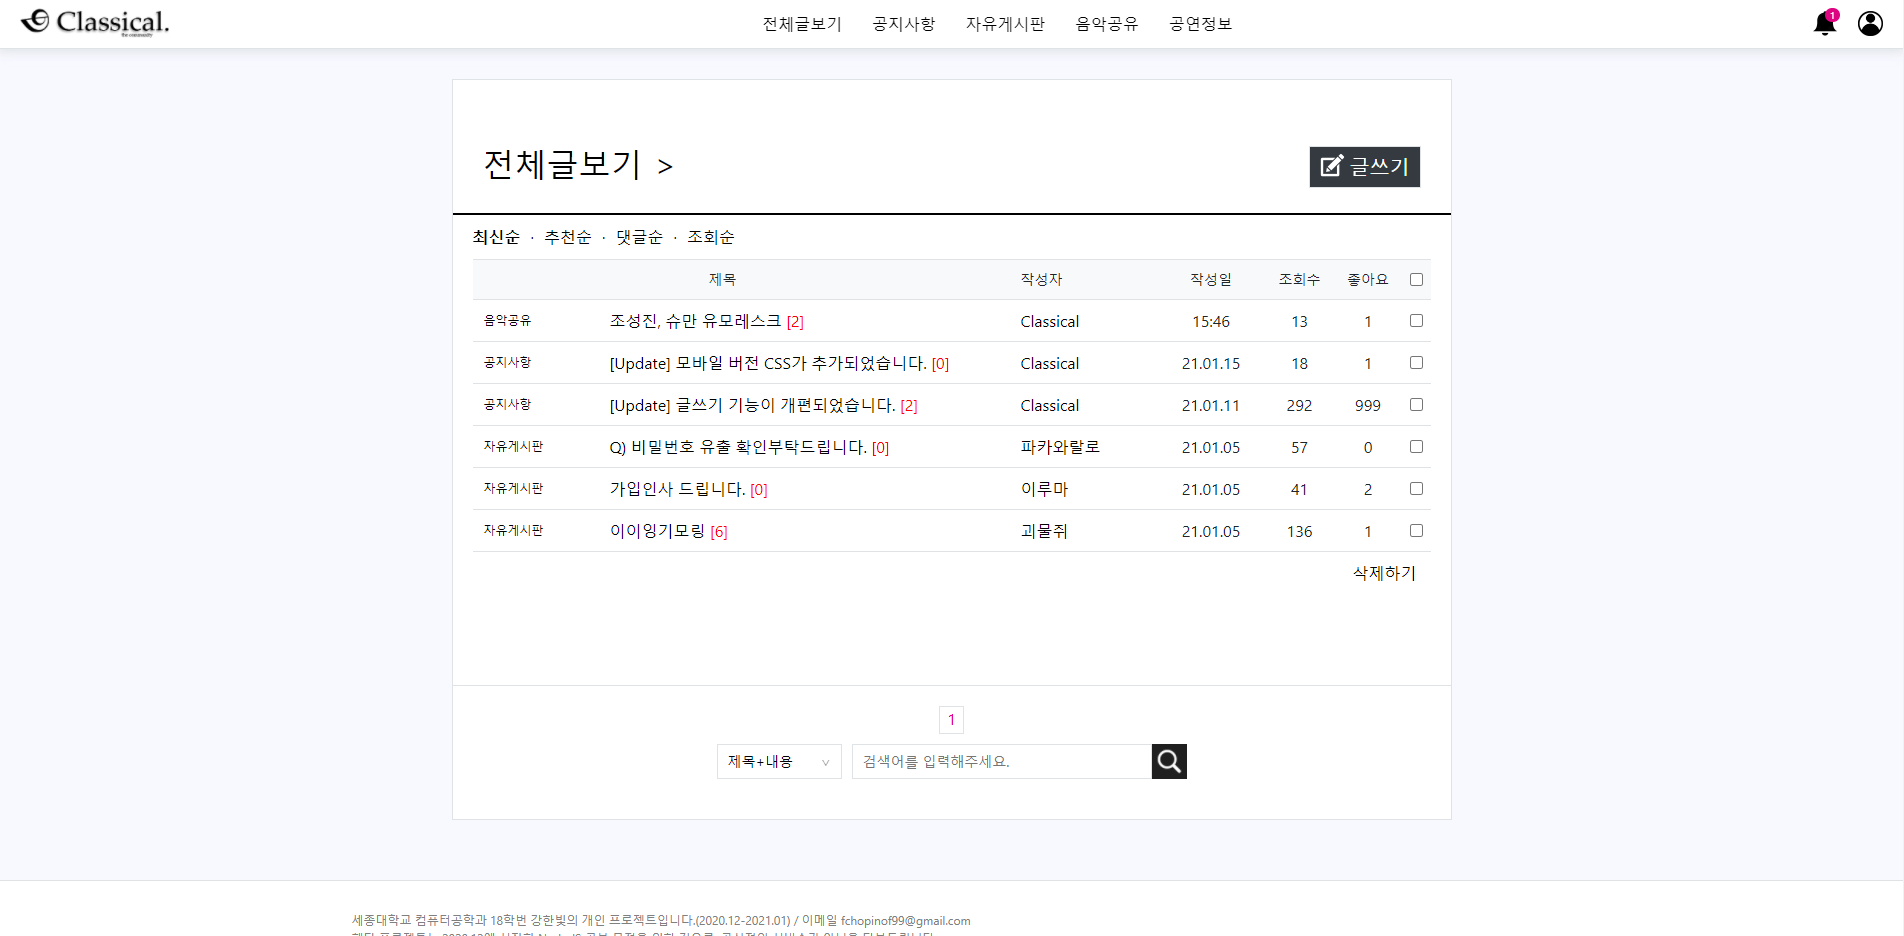 Classical.
전체글보기 공지사항 자유게시판 음악공유 공연정보
1
전체글보기 >
글쓰기
최신순 · 추천순 · 댓글순 · 조회순
제목 작성자 작성일 조회수 좋아요
음악공유 조성진, 슈만 유모레스크 [2] Classical 15:46 13 1
공지사항 [Update] 모바일 버전 CSS가 추가되었습니다. [0] Classical 21.01.15 18 1
공지사항 [Update] 글쓰기 기능이 개편되었습니다. [2] Classical 21.01.11 292 999
자유게시판 Q) 비밀번호 유출 확인부탁드립니다. [0] 파카와랄로 21.01.05 57 0
자유게시판 가입인사 드립니다. [0] 이루마 21.01.05 41 2
자유게시판 이이잉기모링 [6] 괴물쥐 21.01.05 136 1
삭제하기
1
제목+내용 검색어를 입력해주세요.
세종대학교 컴퓨터공학과 18학번 강한빛의 개인 프로젝트입니다.(2020.12-2021.01) / 이메일 fchopinof99@gmail.com